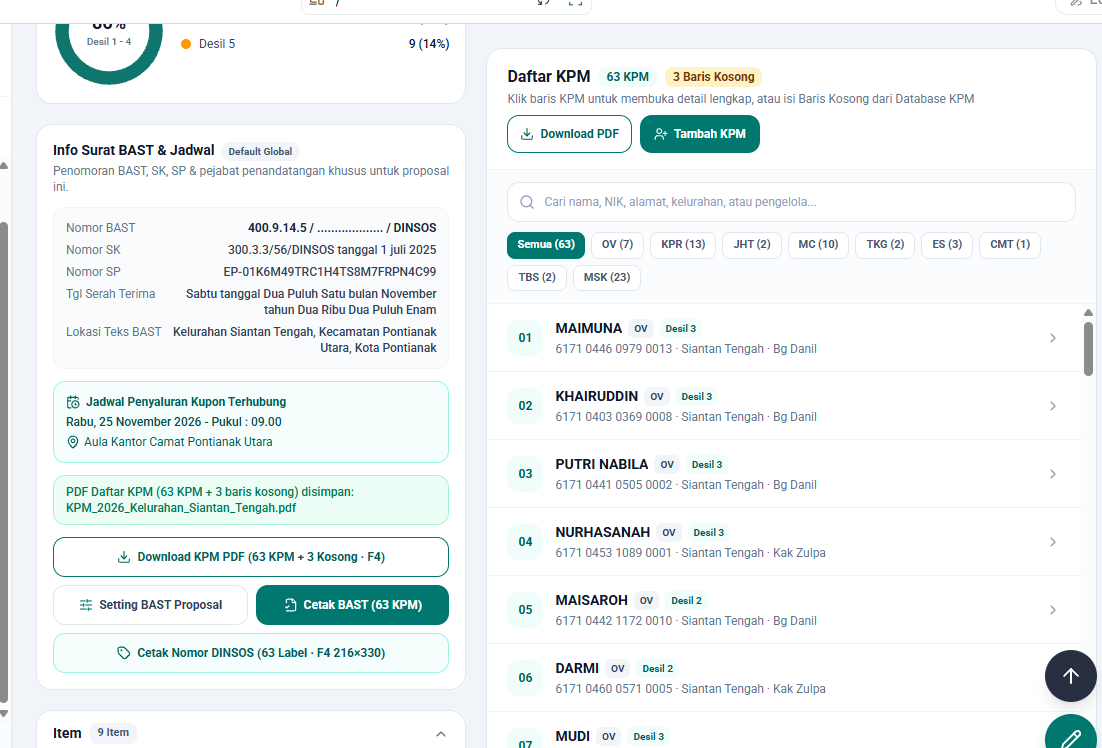 Desil 1 - 4
Desil 5
9 (14%)
Info Surat BAST & Jadwal
Default Global
Penomoran BAST, SK, SP & pejabat penandatangan khusus untuk proposal
ini.
Nomor BAST
400.9.14.5 / ................... / DINSOS
Nomor SK
300.3.3/56/DINSOS tanggal 1 juli 2025
Nomor SP
EP-01K6M49TRC1H4TS8M7FRPN4C99
Tgl Serah Terima
Sabtu tanggal Dua Puluh Satu bulan November
tahun Dua Ribu Dua Puluh Enam
Lokasi Teks BAST
Kelurahan Siantan Tengah, Kecamatan Pontianak
Utara, Kota Pontianak
Jadwal Penyaluran Kupon Terhubung
Rabu, 25 November 2026 - Pukul : 09.00
Aula Kantor Camat Pontianak Utara
PDF Daftar KPM (63 KPM + 3 baris kosong) disimpan:
KPM_2026_Kelurahan_Siantan_Tengah.pdf
Download KPM PDF (63 KPM + 3 Kosong · F4)
Setting BAST Proposal
Cetak BAST (63 KPM)
Cetak Nomor DINSOS (63 Label · F4 216×330)
Item
9 Item
Daftar KPM
63 KPM
3 Baris Kosong
Klik baris KPM untuk membuka detail lengkap, atau isi Baris Kosong dari Database KPM
Download PDF
Tambah KPM
Cari nama, NIK, alamat, kelurahan, atau pengelola...
Semua (63)
OV (7)
KPR (13)
JHT (2)
MC (10)
TKG (2)
ES (3)
CMT (1)
TBS (2)
MSK (23)
01
MAIMUNA OV Desil 3
6171 0446 0979 0013 · Siantan Tengah · Bg Danil
02
KHAIRUDDIN OV Desil 3
6171 0403 0369 0008 · Siantan Tengah · Bg Danil
03
PUTRI NABILA OV Desil 3
6171 0441 0505 0002 · Siantan Tengah · Bg Danil
04
NURHASANAH OV Desil 3
6171 0453 1089 0001 · Siantan Tengah · Kak Zulpa
05
MAISAROH OV Desil 2
6171 0442 1172 0010 · Siantan Tengah · Bg Danil
06
DARMI OV Desil 2
6171 0460 0571 0005 · Siantan Tengah · Kak Zulpa
07
MUDI OV Desil 3